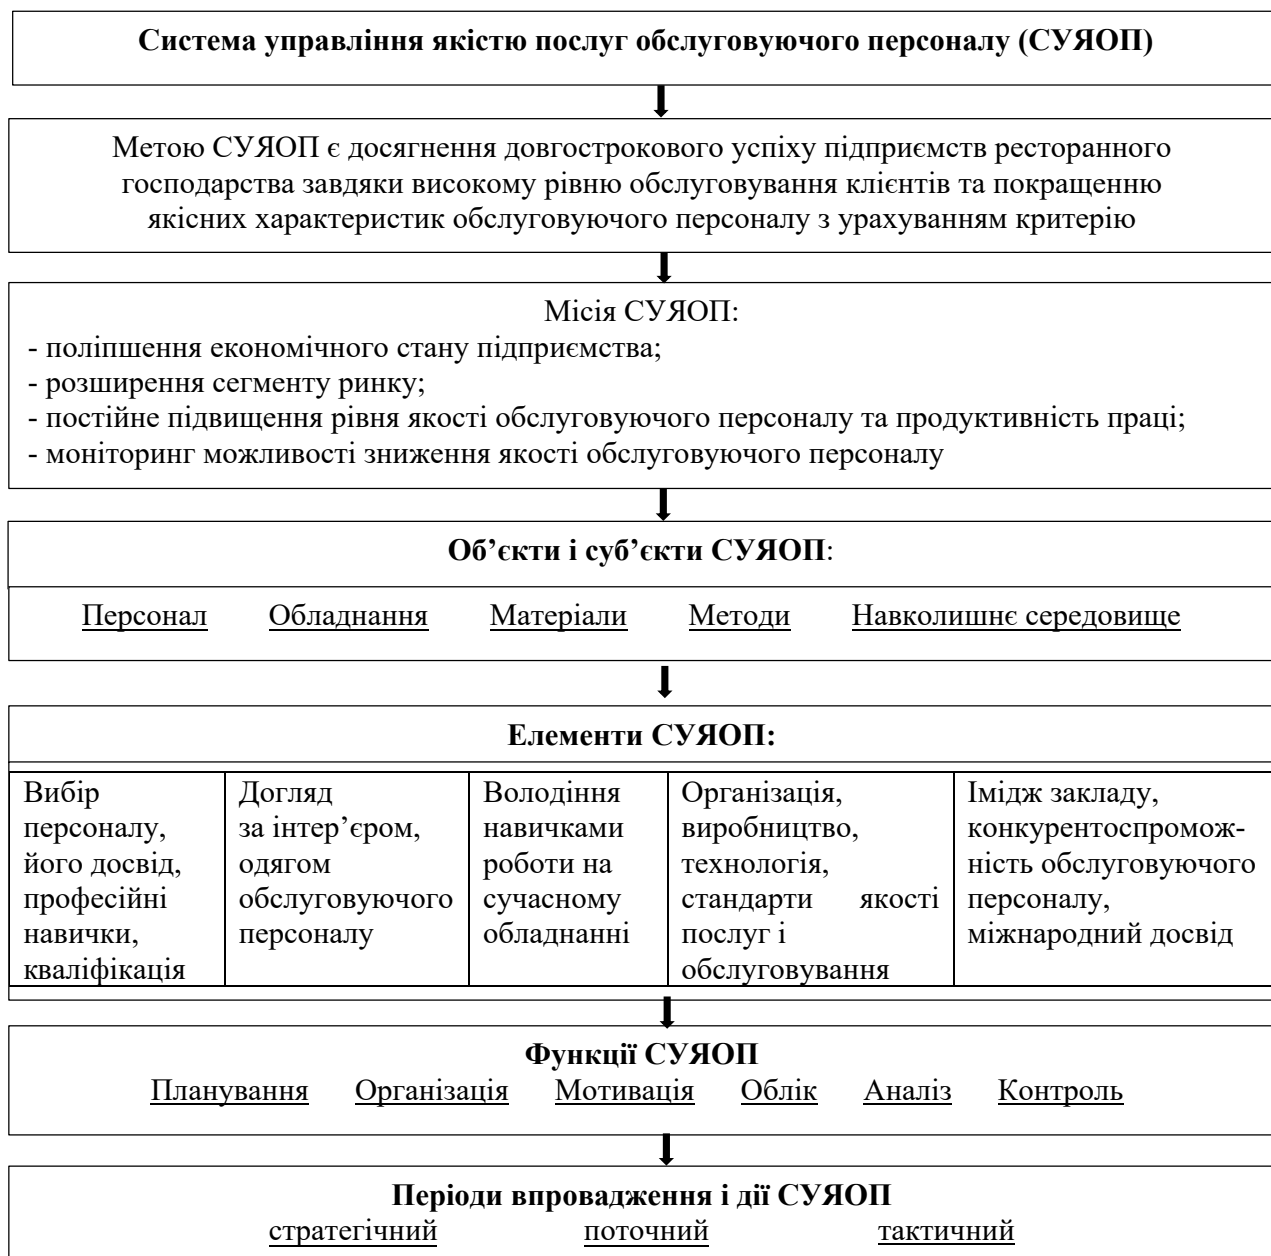 Система управління якістю послуг обслуговуючого персоналу (СУЯОП)
Метою СУЯОП є досягнення довгострокового успіху підприємств ресторанного
господарства завдяки високому рівню обслуговування клієнтів та покращенню
якісних характеристик обслуговуючого персоналу з урахуванням критерію
Місія СУЯОП:
- поліпшення економічного стану підприємства;
- розширення сегменту ринку;
- постійне підвищення рівня якості обслуговуючого персоналу та продуктивність праці;
- моніторинг можливості зниження якості обслуговуючого персоналу
Об’єкти і суб’єкти СУЯОП:
Персонал Обладнання Матеріали Методи Навколишнє середовище
Елементи СУЯОП:
Вибір
персоналу,
його досвід,
професійні
навички,
кваліфікація
Догляд
за інтер’єром,
одягом
обслуговуючого
персоналу
Володіння
навичками
роботи на
сучасному
обладнанні
Організація,
виробництво,
технологія,
стандарти якості
послуг і
обслуговування
Імідж закладу,
конкурентоспромож-
ність обслуговуючого
персоналу,
міжнародний досвід
Функції СУЯОП
Планування Організація Мотивація Облік Аналіз Контроль
Періоди впровадження і дії СУЯОП
стратегічний поточний тактичний